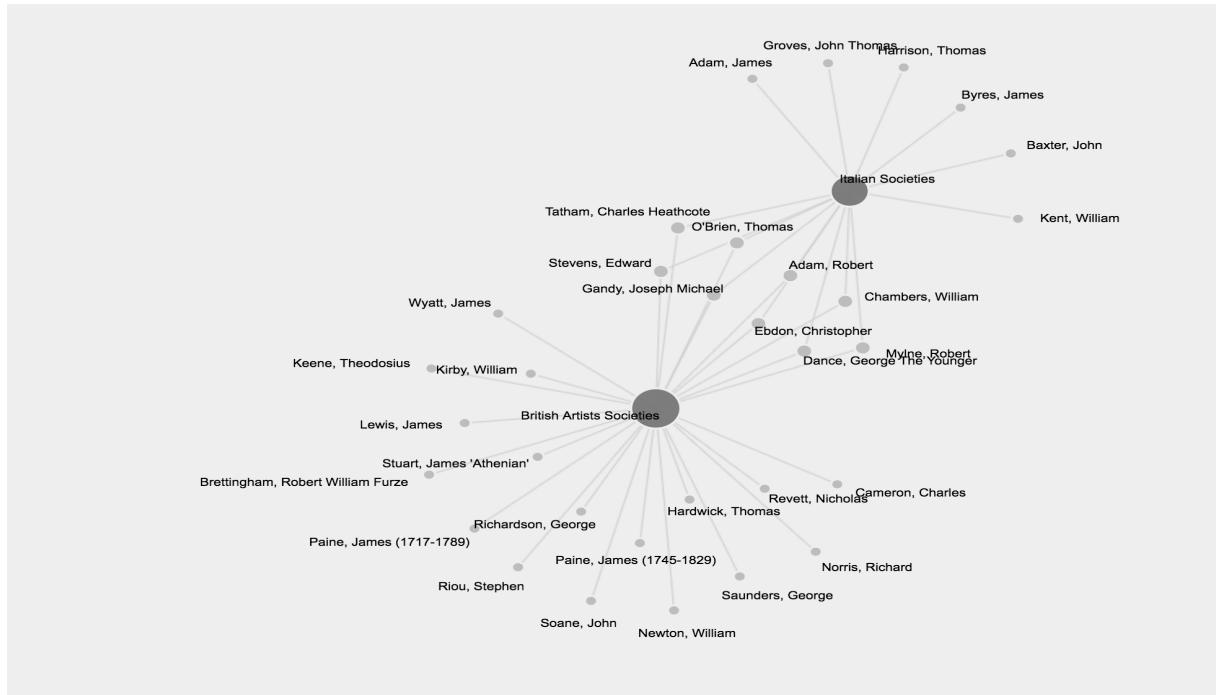 Groves, John Thomas
Harrison, Thomas
Adam, James
Byres, James
Baxter, John
Italian Societies
Tatham, Charles Heathcote
Kent, William
O'Brien, Thomas
Stevens, Edward
Adam, Robert
Gandy, Joseph Michael
Chambers, William
Wyatt, James
Ebdon, Christopher
Mylne, Robert
Dance, George The Younger
Keene, Theodosius
Kirby, William
British Artists Societies
Lewis, James
Stuart, James 'Athenian'
Brettingham, Robert William Furze
Cameron, Charles
Revett, Nicholas
Hardwick, Thomas
Richardson, George
Paine, James (1717-1789)
Paine, James (1745-1829)
Norris, Richard
Riou, Stephen
Saunders, George
Soane, John
Newton, William